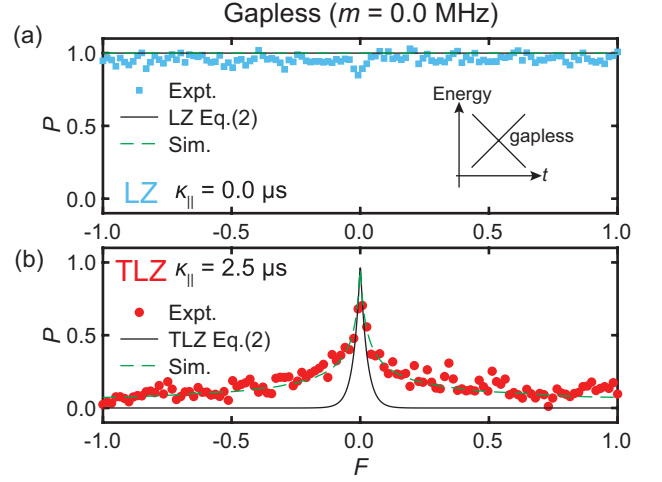 Gapless (m = 0.0 MHz)
(a)
1.0
0.5
0.0
P
Expt.
LZ Eq.(2)
Sim.
LZ κ|| = 0.0 μs
Energy
gapless
t
-1.0 -0.5 0.0 0.5 1.0
(b)
TLZ κ|| = 2.5 μs
1.0
0.5
0.0
P
Expt.
TLZ Eq.(2)
Sim.
-1.0 -0.5 0.0 0.5 1.0
F